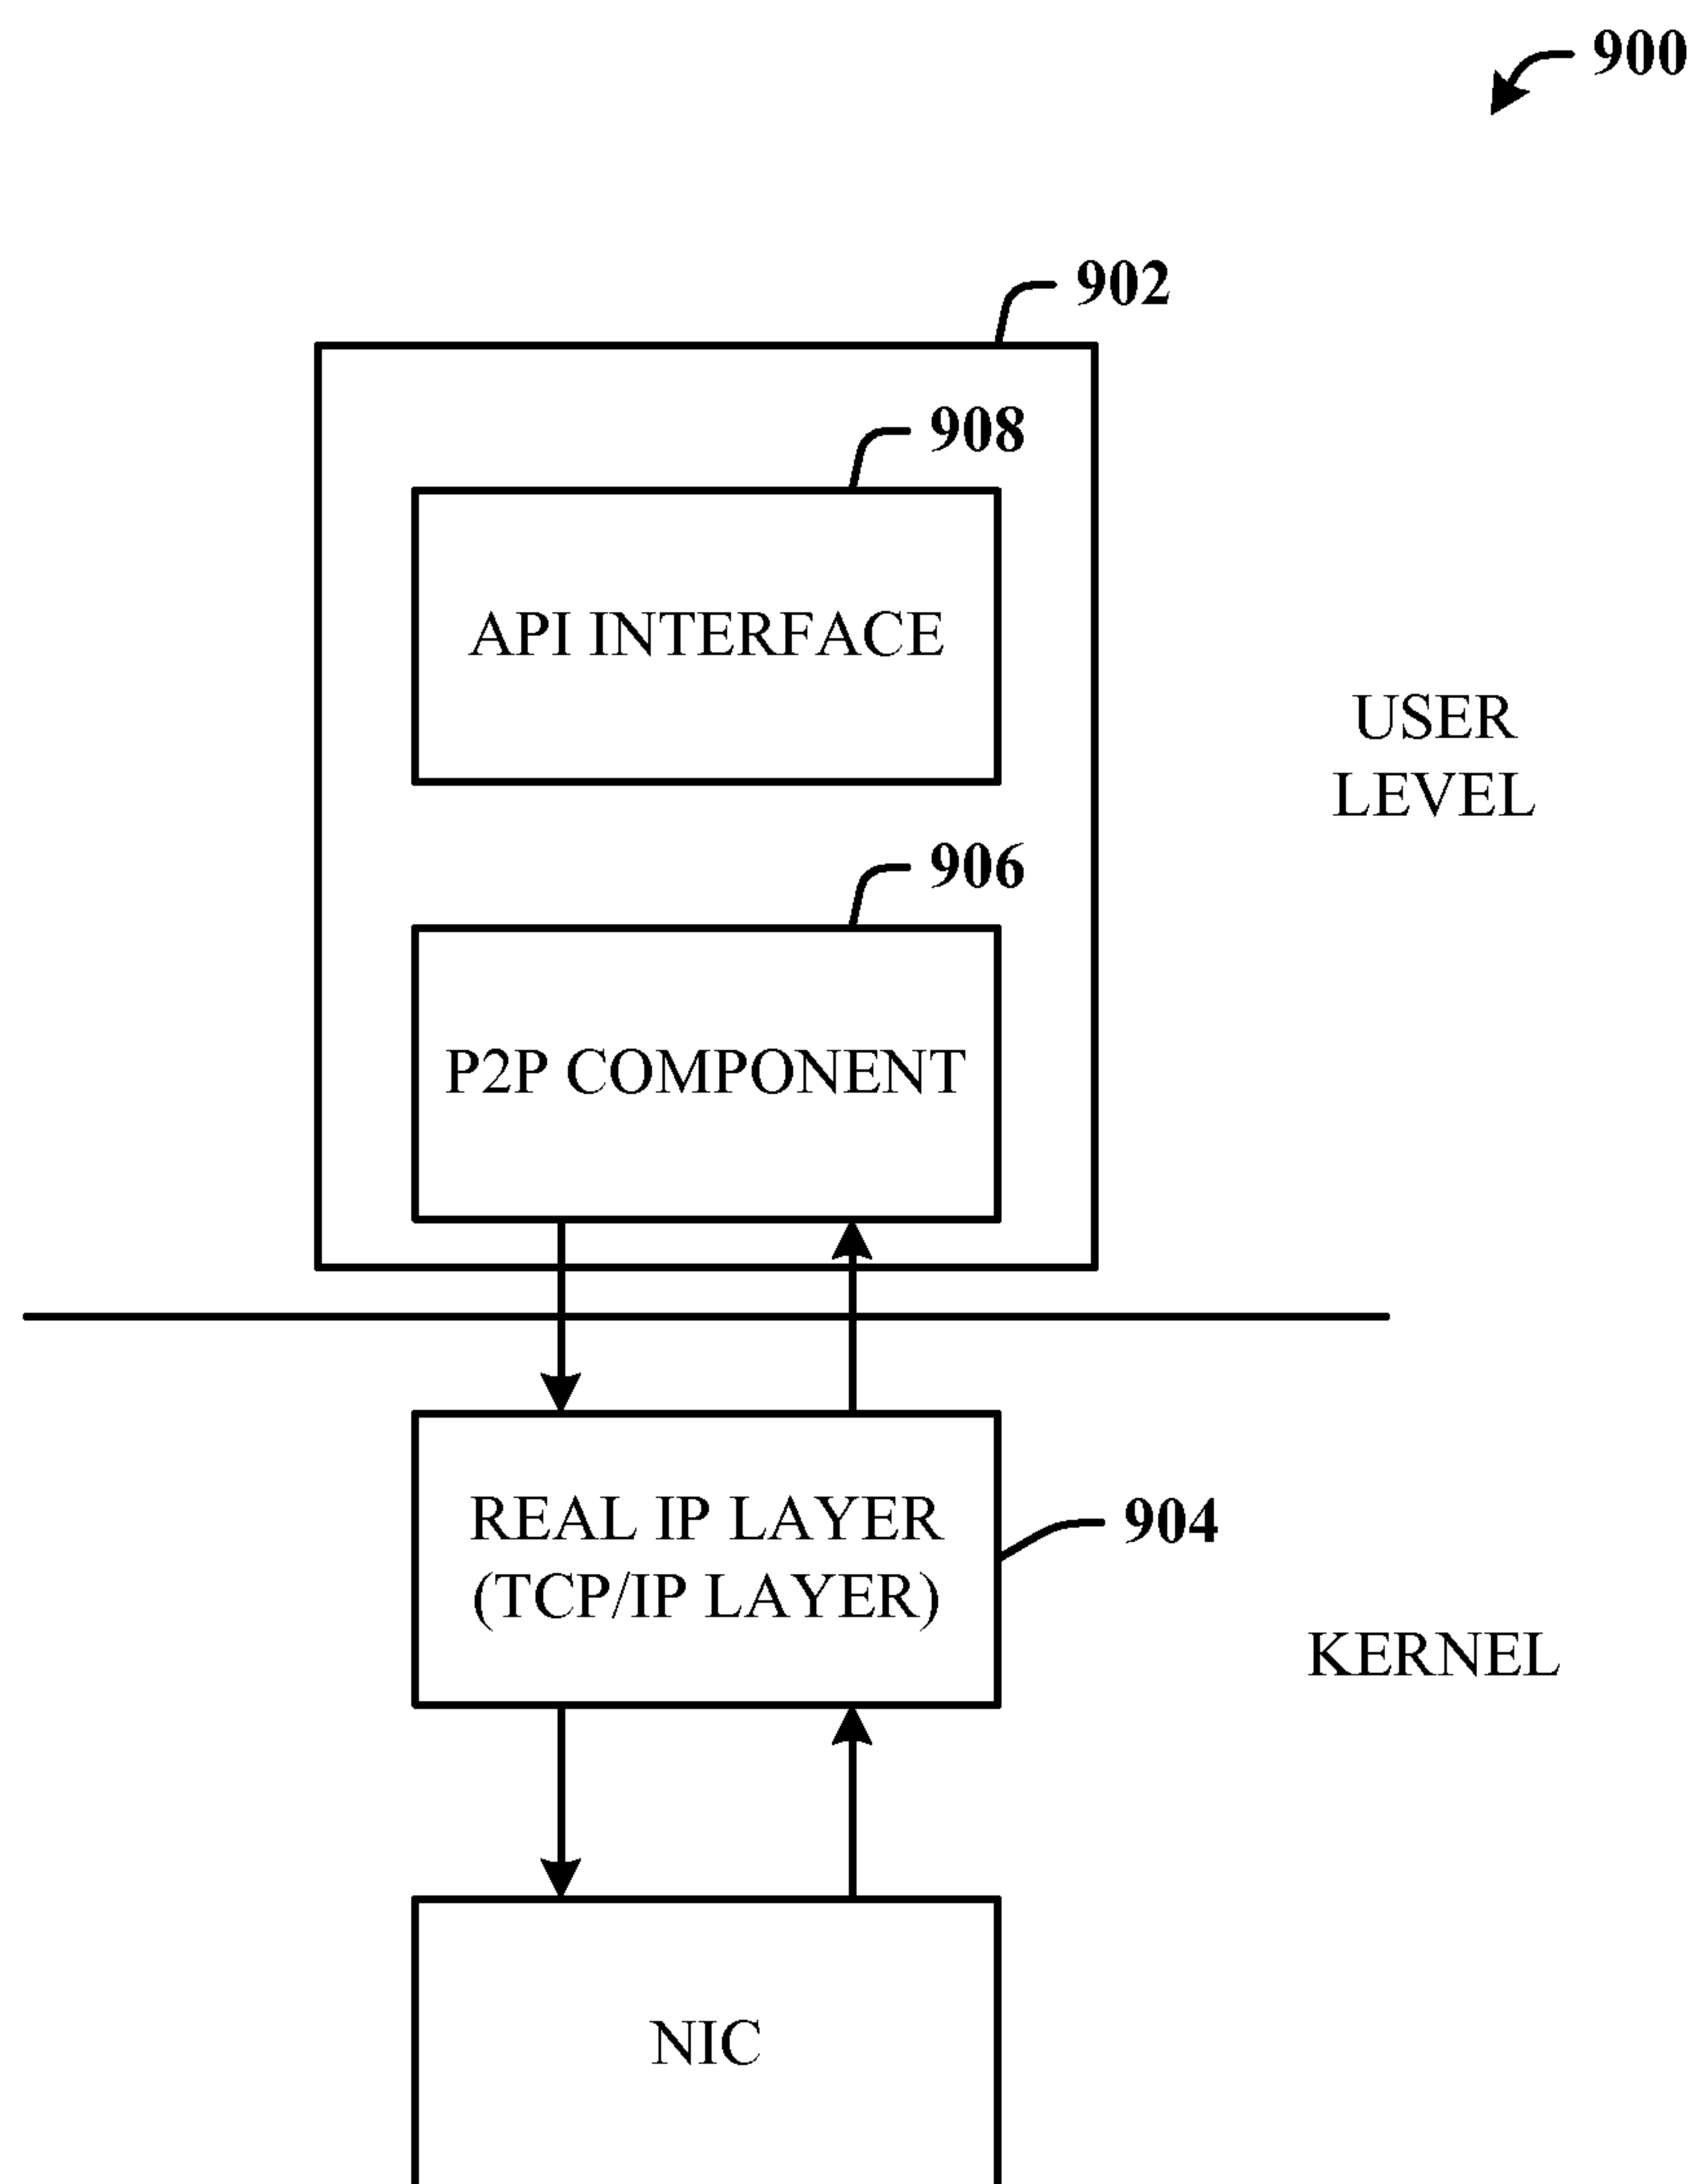 900
902
908
API INTERFACE
USER
LEVEL
906
P2P COMPONENT
REAL IP LAYER
(TCP/IP LAYER)
904
KERNEL
NIC